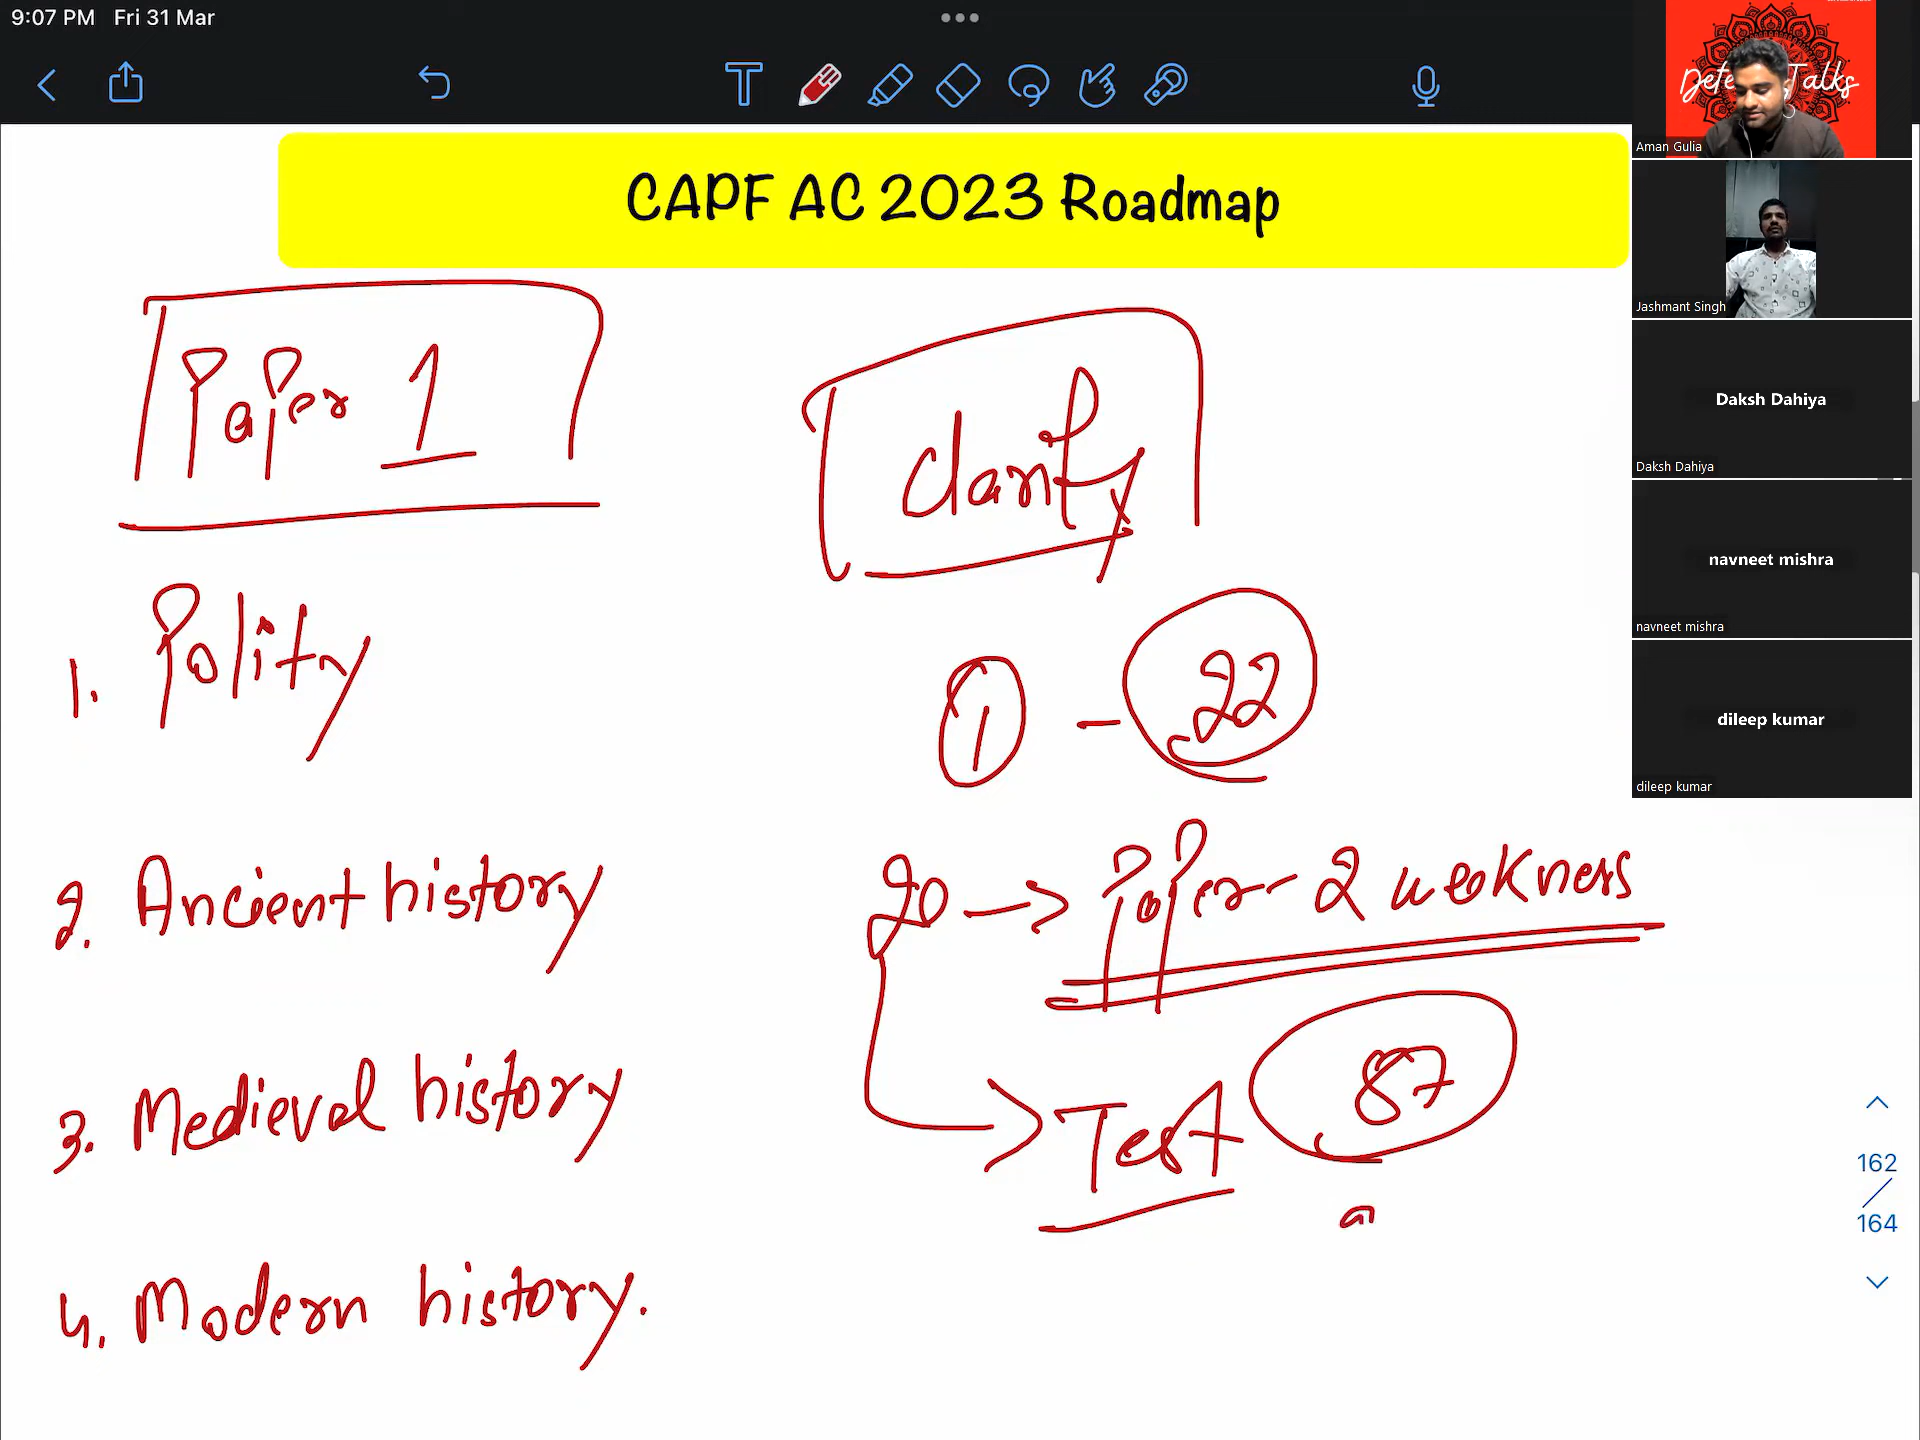 9:07 PM Fri 31 Mar
CAPF AC 2023 Roadmap
Paper 1
clarity
1. Polity
1 - 22
2. Ancient history
20 -> Paper-2 weakness
3. Medieval history
Test 87
4. Modern history.
Talks
Aman Gulia
Jashmant Singh
Daksh Dahiya
Daksh Dahiya
navneet mishra
navneet mishra
dileep kumar
dileep kumar
162
164